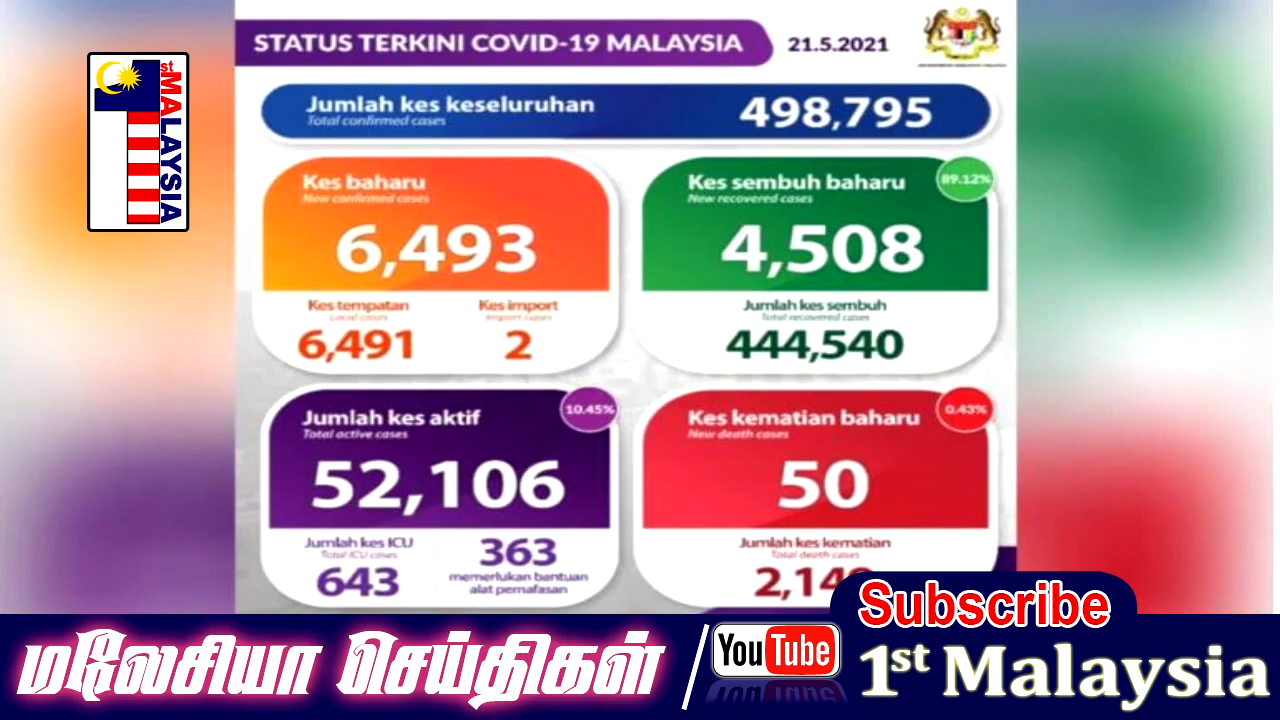 STATUS TERKINI COVID-19 MALAYSIA
21.5.2021
1st MALAYSIA
Jumlah kes keseluruhan
Total confirmed cases
498,795
Kes baharu
New confirmed cases
6,493
Kes tempatan
Local cases
6,491
Kes import
Import cases
2
Kes sembuh baharu
New recovered cases
89.12%
4,508
Jumlah kes sembuh
Total recovered cases
444,540
Jumlah kes aktif
Total active cases
10.45%
52,106
Jumlah kes ICU
Total ICU cases
643
363
memerlukan bantuan
alat pernafasan
Kes kematian baharu
New death cases
0.43%
50
Jumlah kes kematian
Total death cases
Subscribe
மலேசியா செய்திகள்
YouTube
1st Malaysia